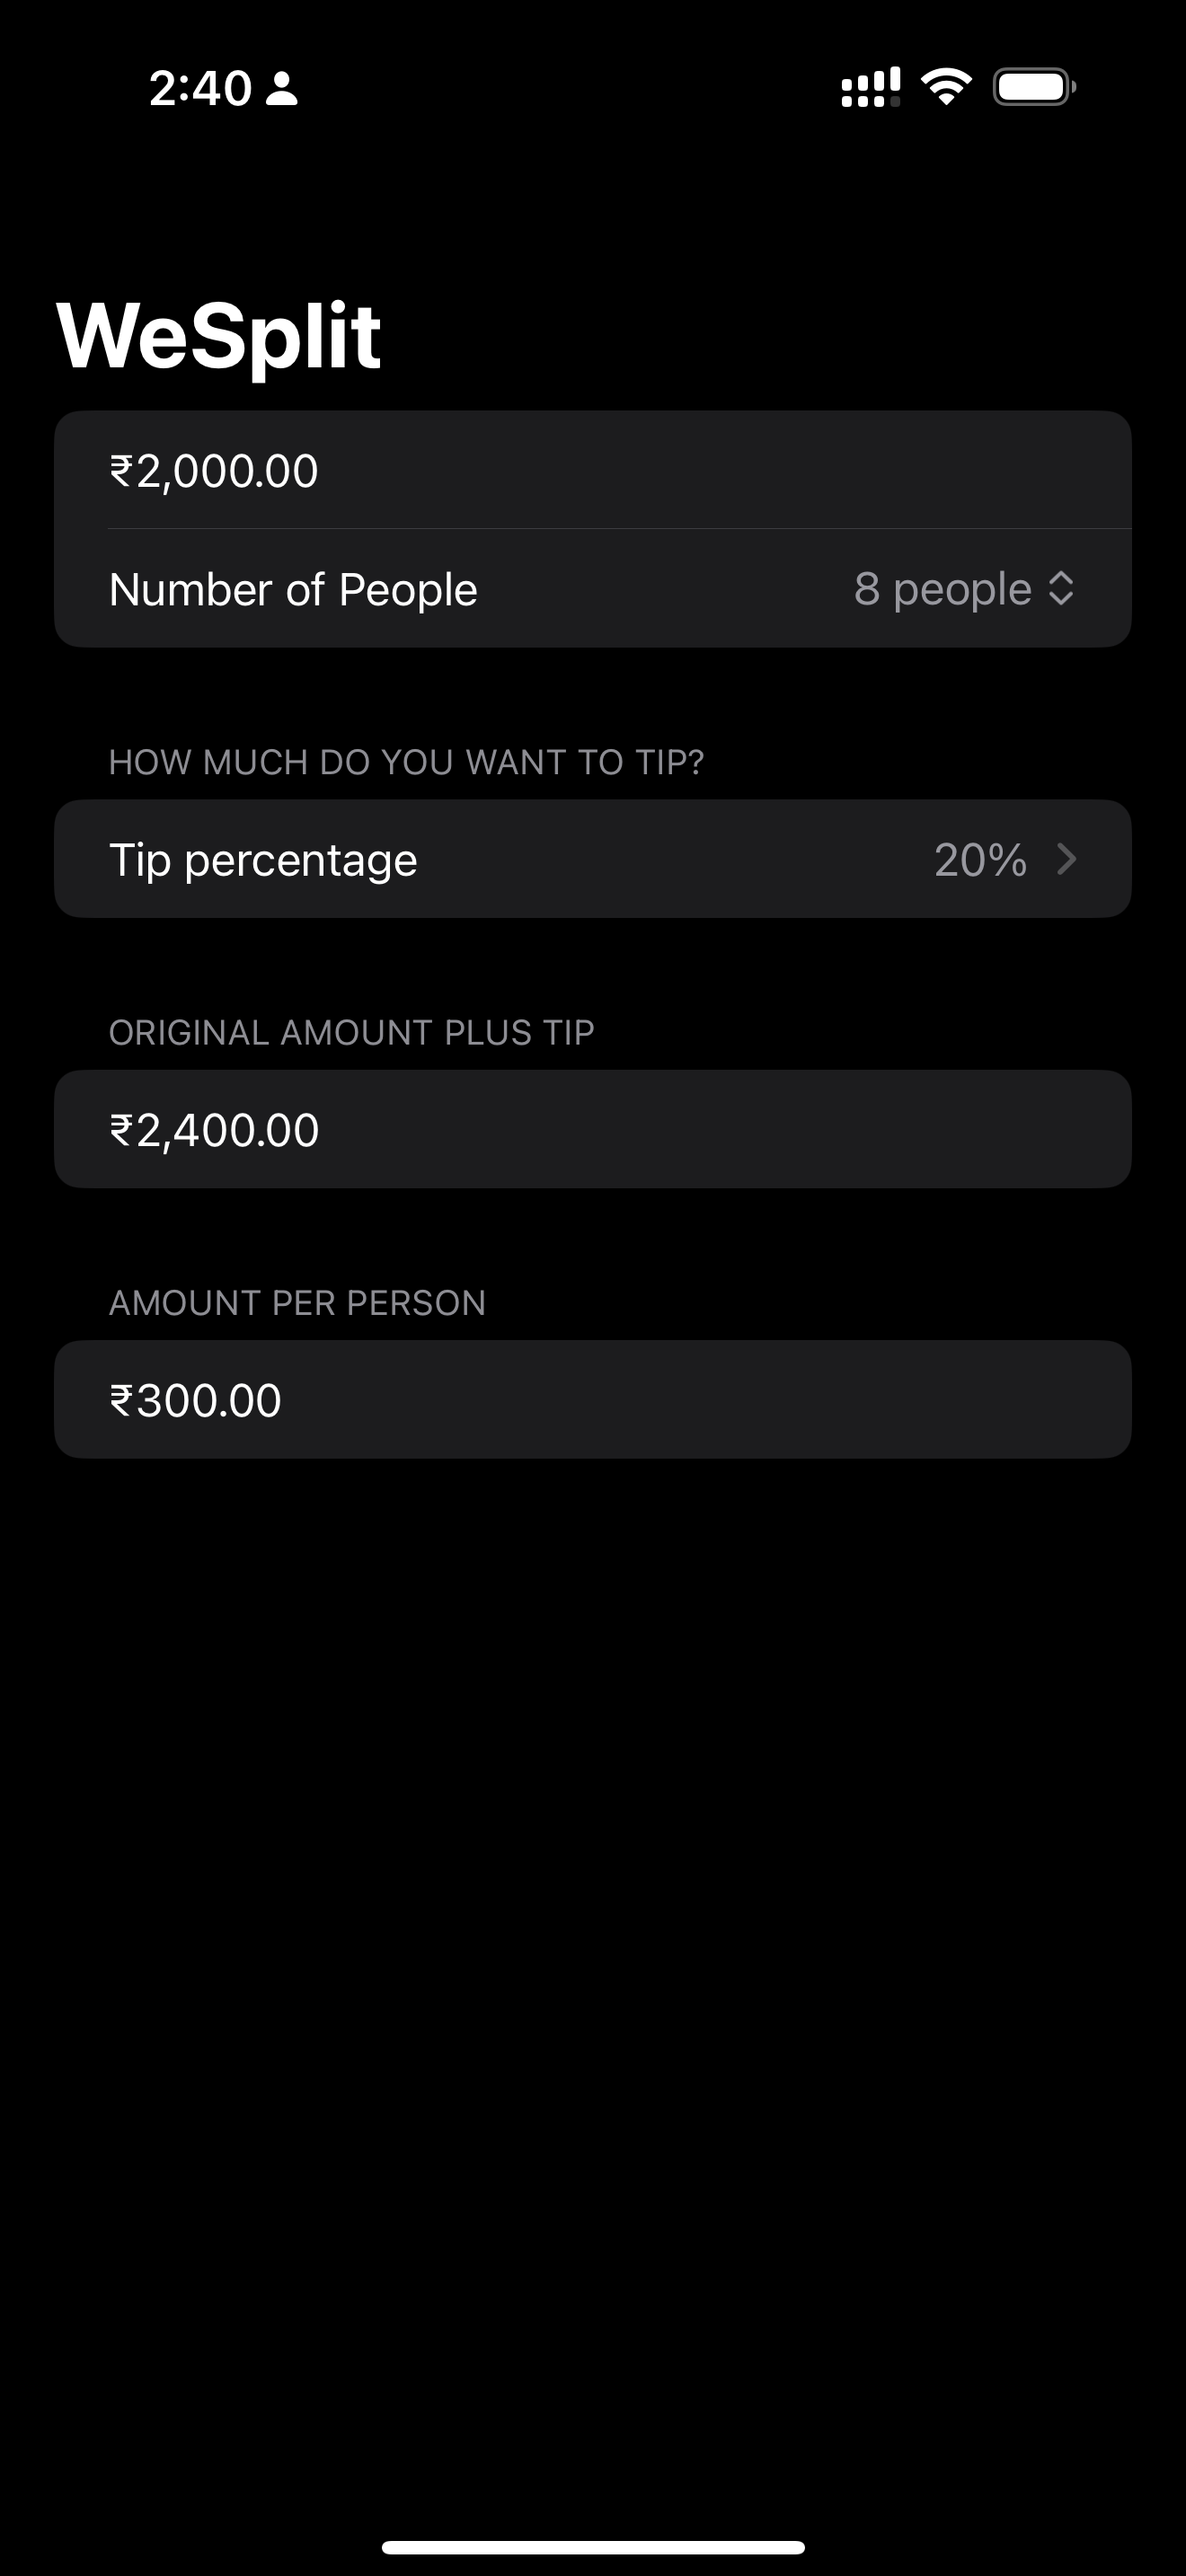 2:40
WeSplit
₹2,000.00
Number of People 8 people
HOW MUCH DO YOU WANT TO TIP?
Tip percentage 20%
ORIGINAL AMOUNT PLUS TIP
₹2,400.00
AMOUNT PER PERSON
₹300.00